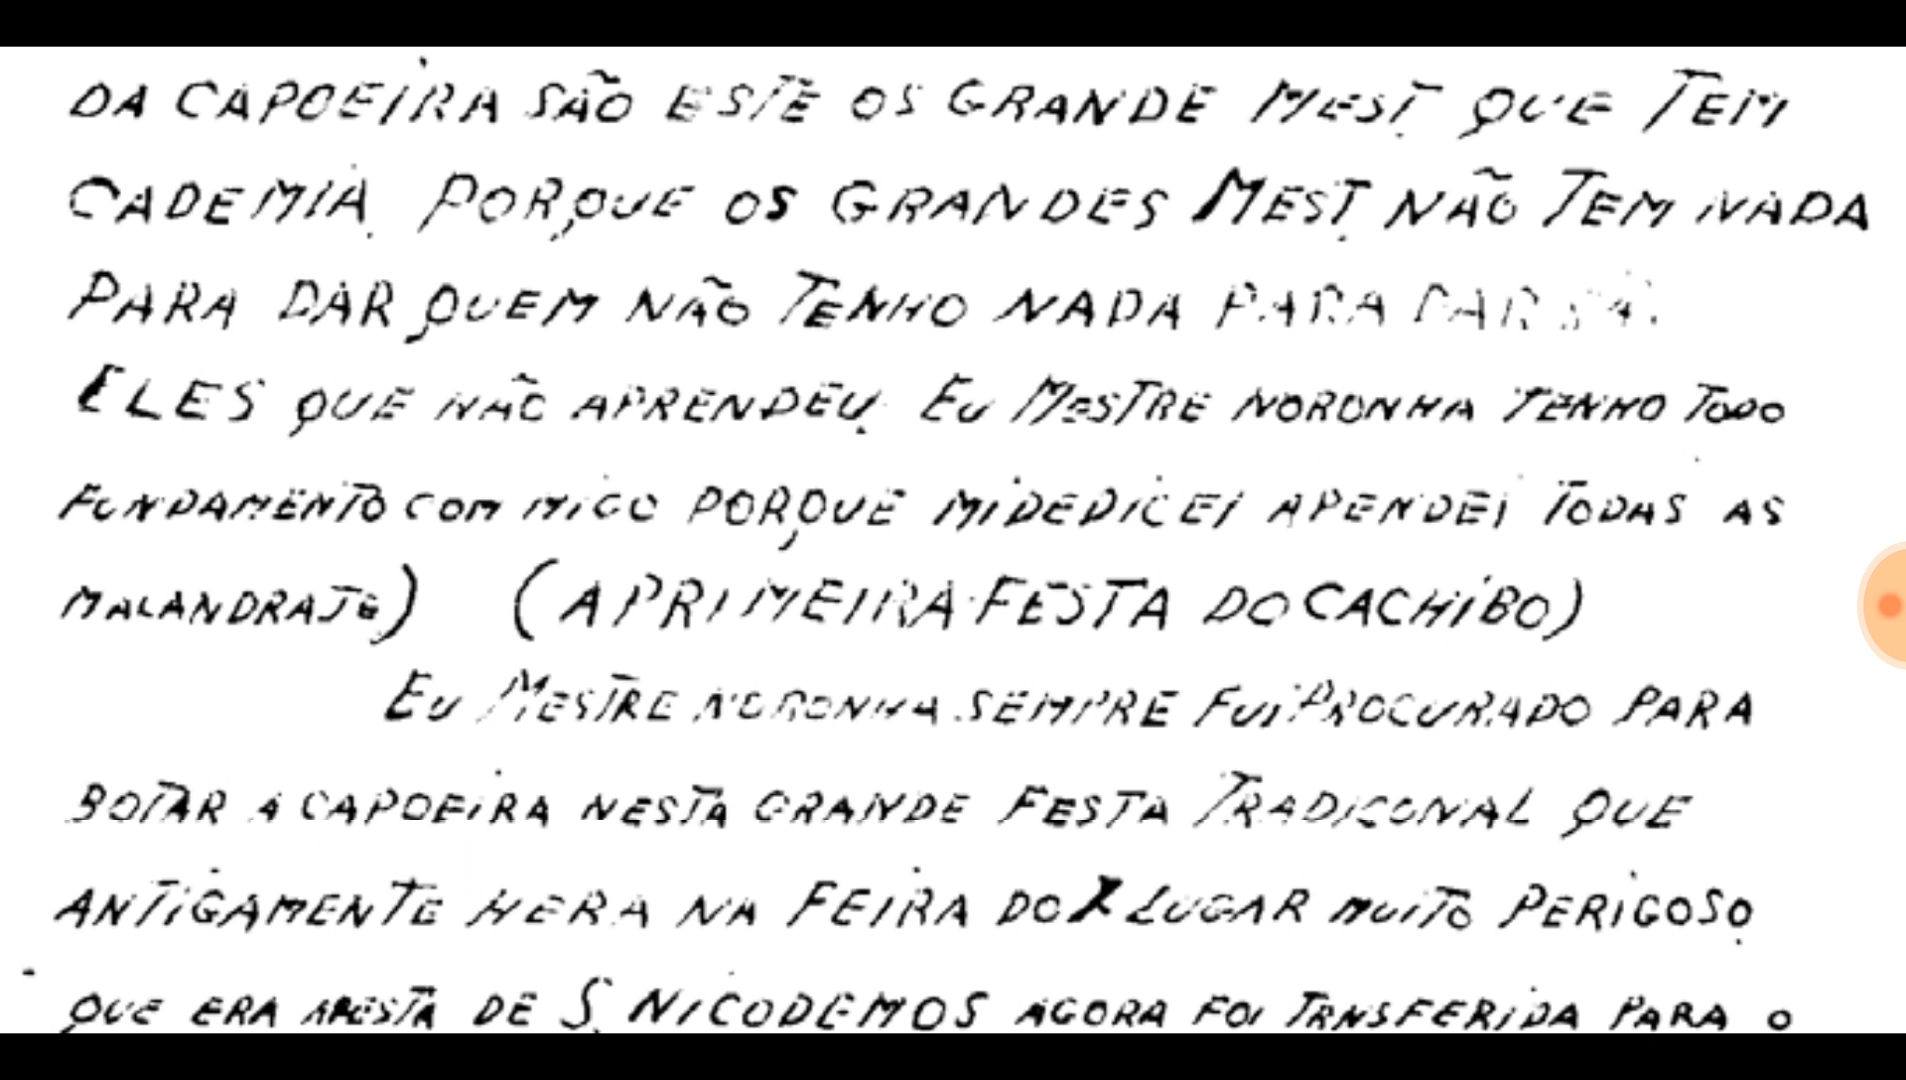 DA CAPOEIRA SÃO ESTE OS GRANDE MEST QUE TEM
CADEMIA. PORQUE OS GRANDES MEST. NÃO TEM NADA
PARA DAR QUEM NÃO TENHO NADA PARA DAR
ELES QUE NÃO APRENDEU. EU MESTRE NORONHA TENHO TODO
FUNDAMENTO COM MIGO PORQUE MIDEDICEI APENDEI TODAS AS
MALANDRAJE) (A PRIMEIRA FESTA DO CACHIBO)
EU MESTRE NORONHA SEMPRE FUI PROCURADO PARA
BOTAR A CAPOEIRA NESTA GRANDE FESTA TRADICONAL QUE
ANTIGAMENTE HERA NA FEIRA DO X LUGAR MUITO PERIGOSO
QUE ERA DE S. NICODEMOS AGORA FOI TRNSFERIDA PARA O